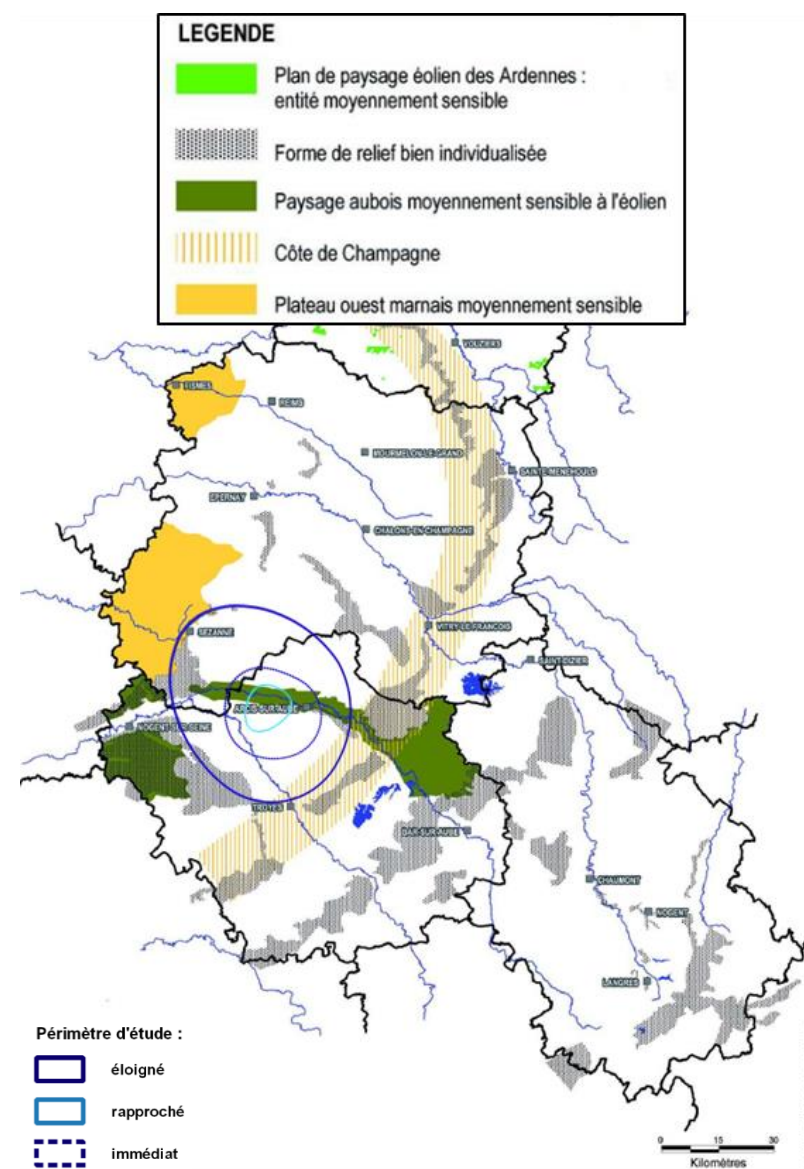 LEGENDE
Plan de paysage éolien des Ardennes :
entité moyennement sensible
Forme de relief bien individualisée
Paysage aubois moyennement sensible à l'éolien
Côte de Champagne
Plateau ouest marnais moyennement sensible
VOUZIERS
FISMES
REIMS
MOURMELON-LE-GRAND
SAINTE-MENEHOULD
EPERNAY
CHALONS-EN-CHAMPAGNE
SEZANNE
VITRY-LE-FRANCOIS
SAINT-DIZIER
ARCIS-SUR-AUBE
NOGENT-SUR-SEINE
TROYES
BAR-SUR-AUBE
CHAUMONT
NOGENT
LANGRES
Périmètre d'étude :
éloigné
rapproché
immédiat
0 15 30
Kilomètres